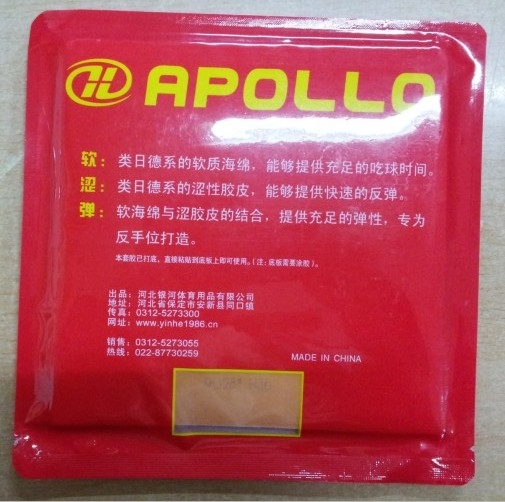 APOLLO
软：类日德系的软质海绵，能够提供充足的吃球时间。
涩：类日德系的涩性胶皮，能够提供快速的反弹。
弹：软海绵与涩胶皮的结合，提供充足的弹性，专为
反手位打造。
本套胶已打底，直接粘贴到底板上即可使用。（注：底板需要涂胶）。
出品：河北银河体育用品有限公司
地址：河北省保定市安新县同口镇
传真：0312-5273300
网址：www.yinhe1986.cn
销售：0312-5273055
热线：022-87730259
MADE IN CHINA